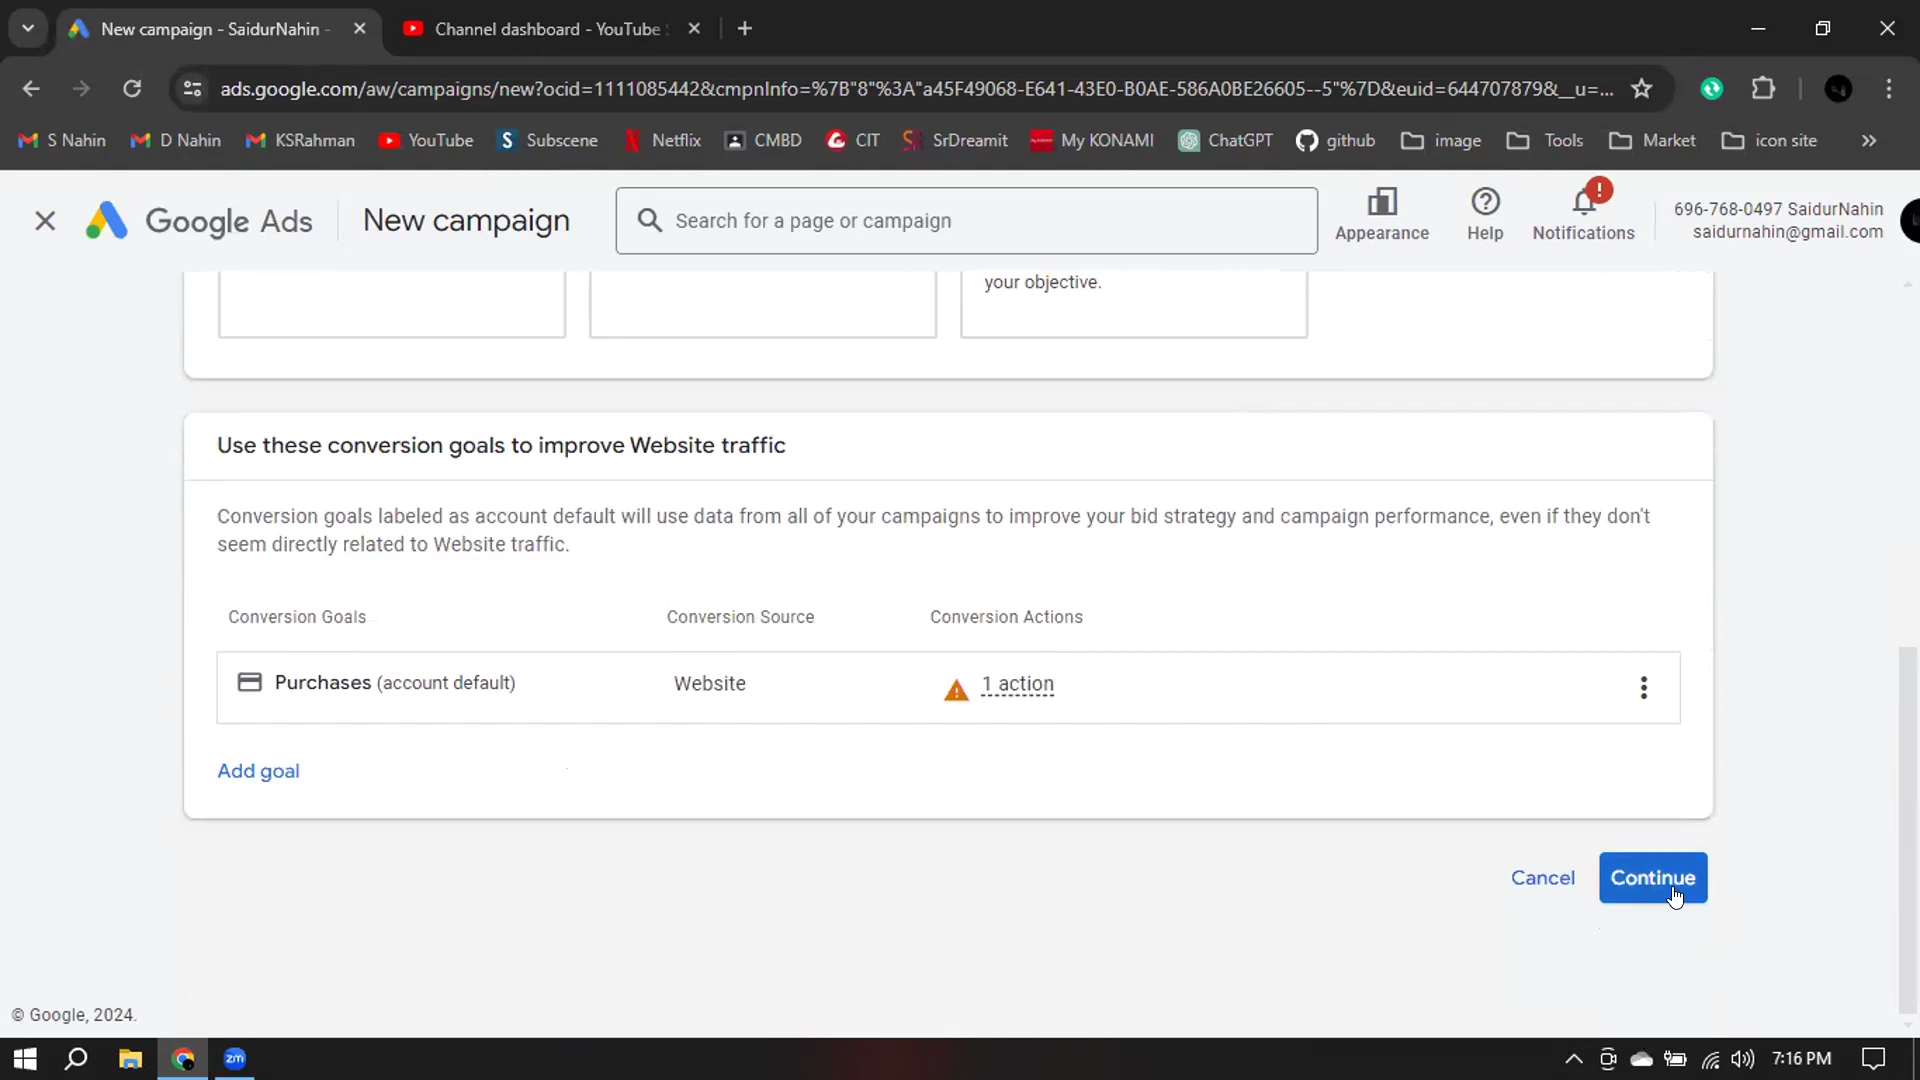 New campaign - SaidurNahin -
Channel dashboard - YouTube
ads.google.com/aw/campaigns/new?ocid=1111085442&cmpnInfo=%7B"8"%3A"a45F49068-E641-43E0-B0AE-586A0BE26605--5"%7D&euid=644707879&__u=...
S Nahin
D Nahin
KSRahman
YouTube
Subscene
Netflix
CMBD
CIT
SrDreamit
My KONAMI
ChatGPT
github
image
Tools
Market
icon site
Google Ads
New campaign
Search for a page or campaign
Appearance
Help
Notifications
696-768-0497 SaidurNahin
saidurnahin@gmail.com
your objective.
Use these conversion goals to improve Website traffic
Conversion goals labeled as account default will use data from all of your campaigns to improve your bid strategy and campaign performance, even if they don't
seem directly related to Website traffic.
Conversion Goals
Conversion Source
Conversion Actions
Purchases (account default)
Website
1 action
Add goal
Cancel
Continue
© Google, 2024.
zm
7:16 PM